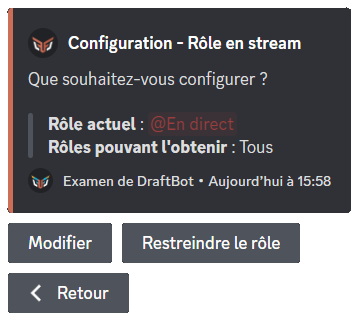 Configuration - Rôle en stream
Que souhaitez-vous configurer ?
Rôle actuel : @En direct
Rôles pouvant l'obtenir : Tous
Examen de DraftBot • Aujourd'hui à 15:58
Modifier
Restreindre le rôle
Retour